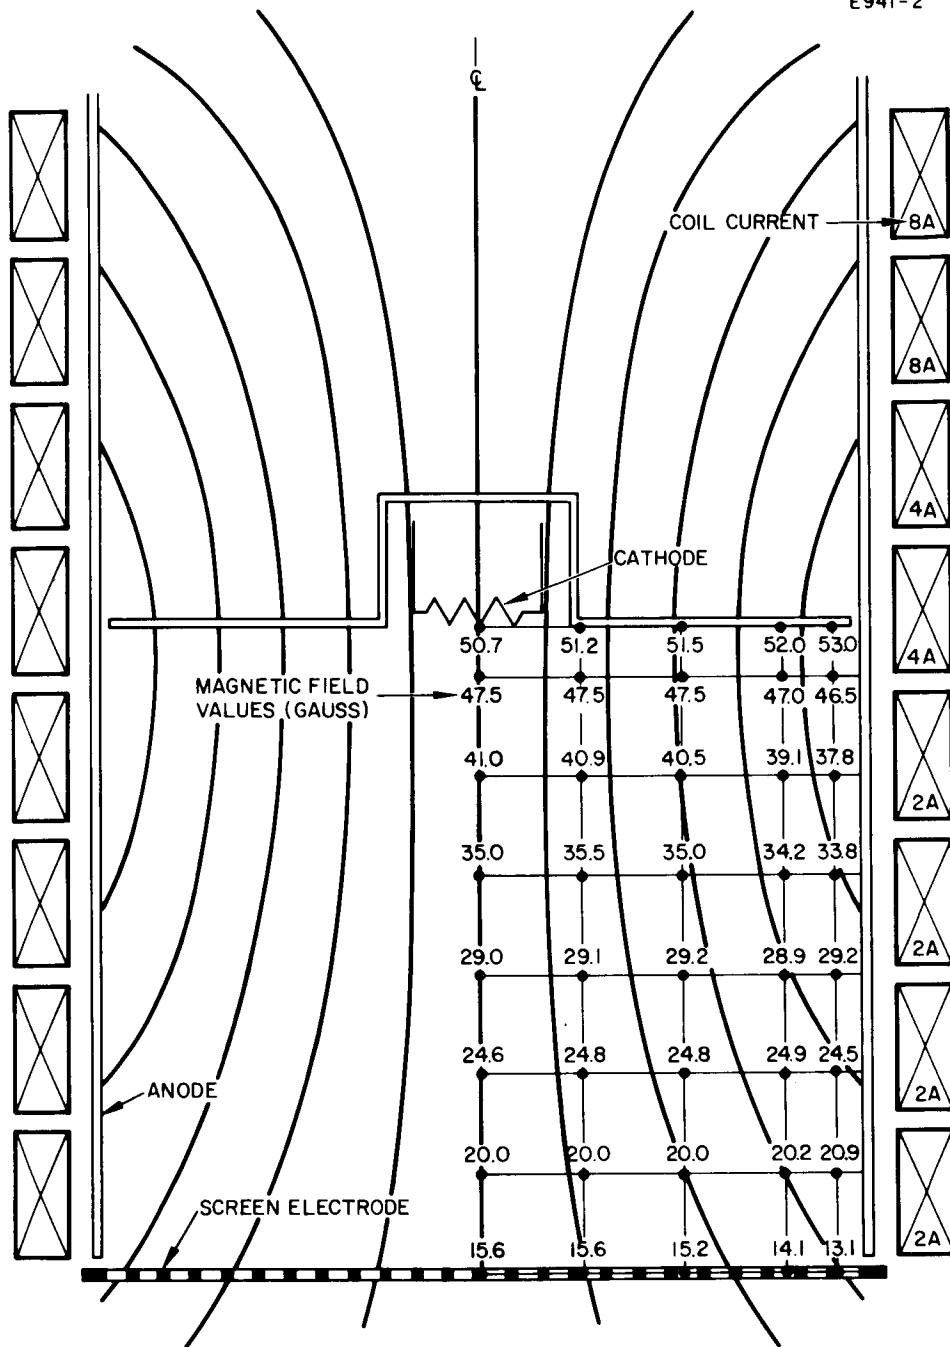 E941-2
℄
COIL CURRENT
8A
8A
4A
CATHODE
4A
50.7 51.2 51.5 52.0 53.0
MAGNETIC FIELD
VALUES (GAUSS)
47.5 47.5 47.5 47.0 46.5
41.0 40.9 40.5 39.1 37.8
2A
35.0 35.5 35.0 34.2 33.8
2A
29.0 29.1 29.2 28.9 29.2
24.6 24.8 24.8 24.9 24.5
2A
ANODE
20.0 20.0 20.0 20.2 20.9
SCREEN ELECTRODE
2A
15.6 15.6 15.2 14.1 13.1